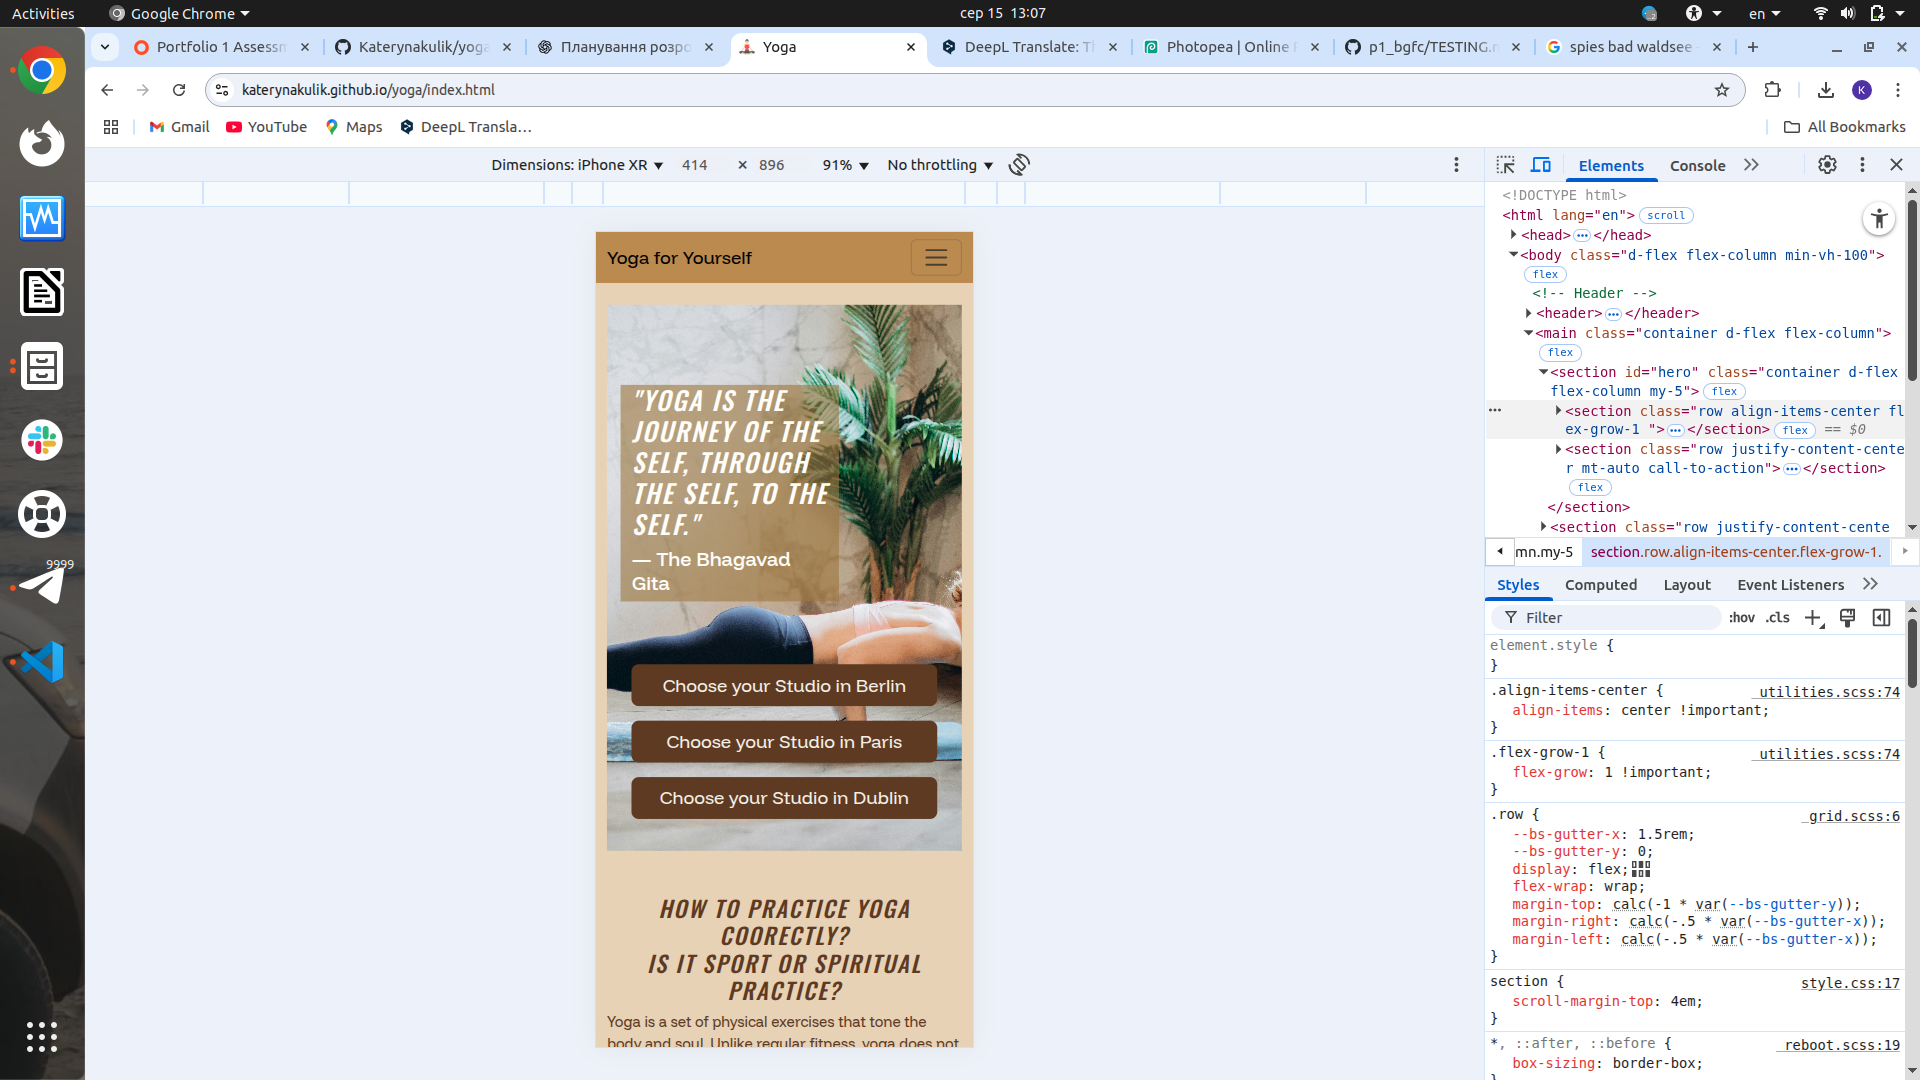 Activities
Google Chrome
сер 15 13:07
en
Portfolio 1 Assessm
Katerynakulik/yoga
Планування розро
Yoga
DeepL Translate: Th
Photopea | Online P
p1_bgfc/TESTING.m
spies bad waldsee
katerynakulik.github.io/yoga/index.html
K
Gmail
YouTube
Maps
DeepL Transla…
All Bookmarks
Dimensions: iPhone XR
414
×
896
91%
No throttling
Elements
Console
<!DOCTYPE html>
<html lang="en">
scroll
<head>
</head>
<body class="d-flex flex-column min-vh-100">
flex
<!-- Header -->
<header>
</header>
<main class="container d-flex flex-column">
flex
<section id="hero" class="container d-flex
flex-column my-5">
flex
<section class="row align-items-center fl
ex-grow-1 ">
</section>
flex
== $0
<section class="row justify-content-cente
r mt-auto call-to-action">
</section>
flex
</section>
<section class="row justify-content-cente
mn.my-5
section.row.align-items-center.flex-grow-1.
Styles
Computed
Layout
Event Listeners
Filter
:hov
.cls
element.style {
}
.align-items-center {
_utilities.scss:74
align-items: center !important;
}
.flex-grow-1 {
_utilities.scss:74
flex-grow: 1 !important;
}
.row {
_grid.scss:6
--bs-gutter-x: 1.5rem;
--bs-gutter-y: 0;
display: flex;
flex-wrap: wrap;
margin-top: calc(-1 * var(--bs-gutter-y));
margin-right: calc(-.5 * var(--bs-gutter-x));
margin-left: calc(-.5 * var(--bs-gutter-x));
}
section {
style.css:17
scroll-margin-top: 4em;
}
*, ::after, ::before {
_reboot.scss:19
box-sizing: border-box;
}
9999
Yoga for Yourself
"YOGA IS THE
JOURNEY OF THE
SELF, THROUGH
THE SELF, TO THE
SELF."
— The Bhagavad
Gita
Choose your Studio in Berlin
Choose your Studio in Paris
Choose your Studio in Dublin
HOW TO PRACTICE YOGA
COORECTLY?
IS IT SPORT OR SPIRITUAL
PRACTICE?
Yoga is a set of physical exercises that tone the
body and soul. Unlike regular fitness, yoga does not